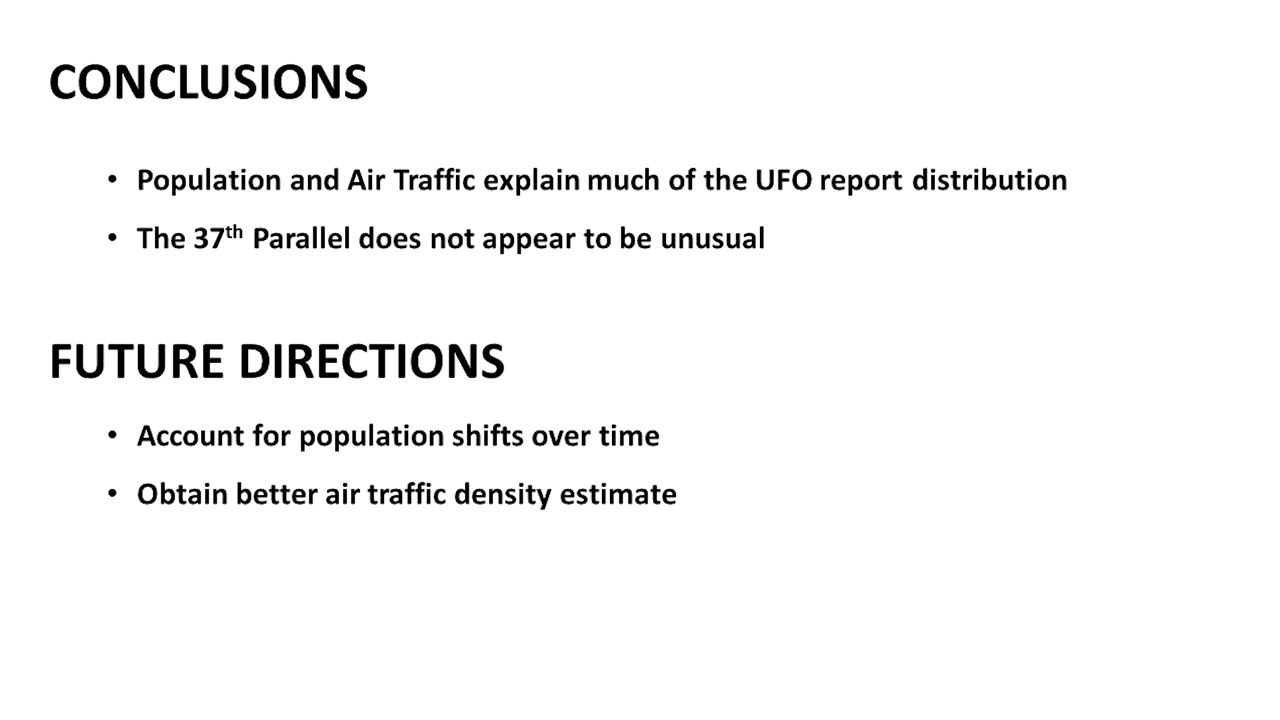 CONCLUSIONS
• Population and Air Traffic explain much of the UFO report distribution
• The 37th Parallel does not appear to be unusual
FUTURE DIRECTIONS
• Account for population shifts over time
• Obtain better air traffic density estimate